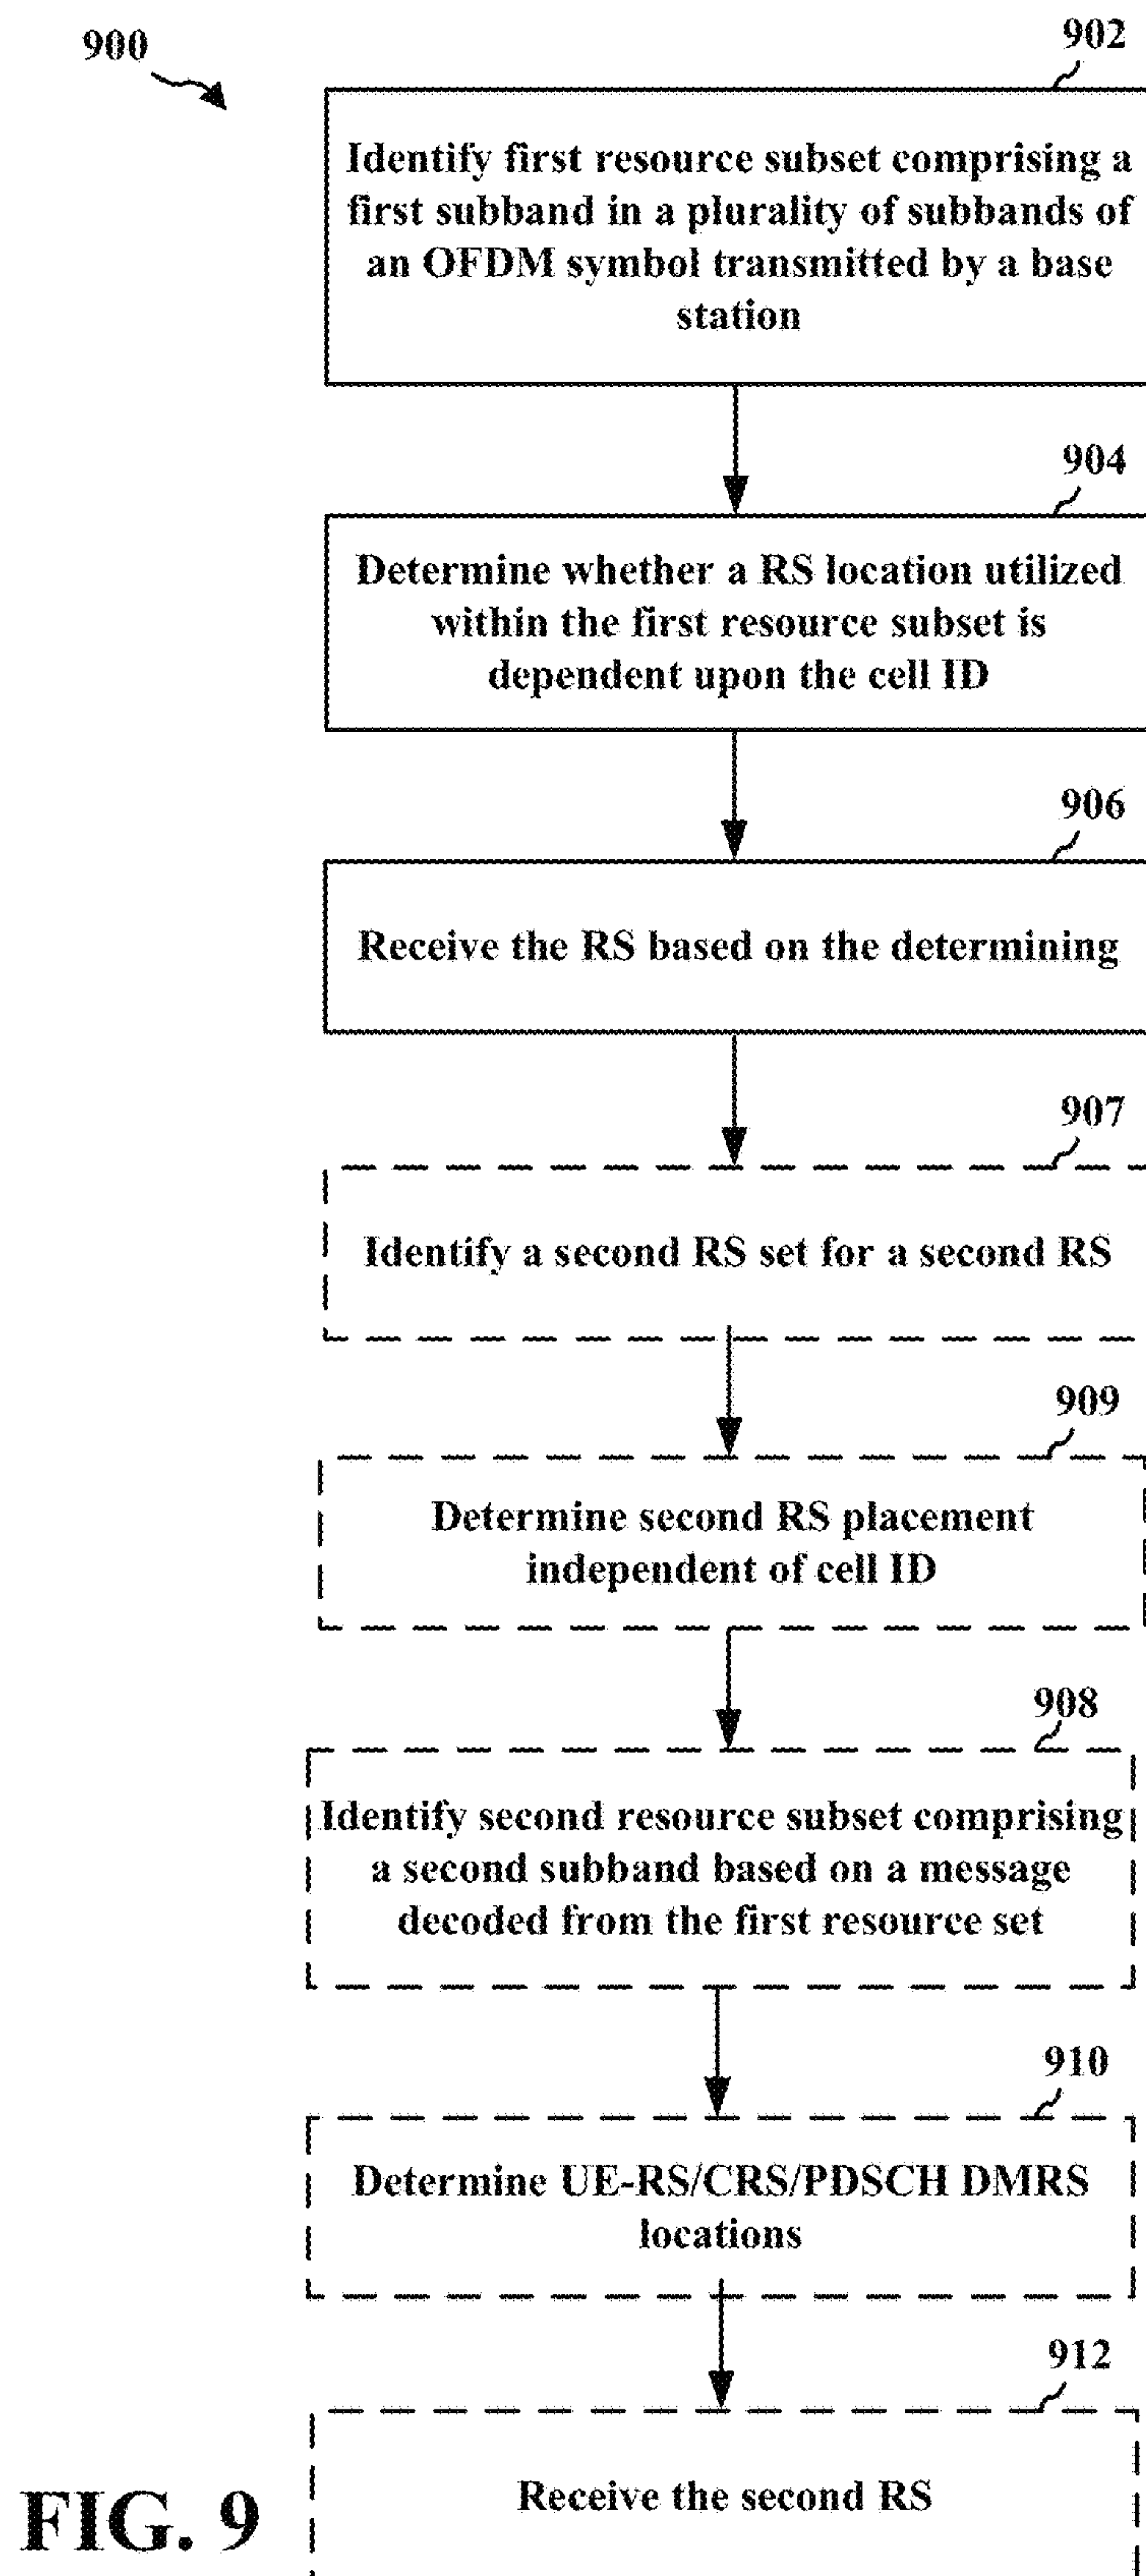 900
902
Identify first resource subset comprising a
first subband in a plurality of subbands of
an OFDM symbol transmitted by a base
station
904
Determine whether a RS location utilized
within the first resource subset is
dependent upon the cell ID
906
Receive the RS based on the determining
907
Identify a second RS set for a second RS
909
Determine second RS placement
independent of cell ID
908
Identify second resource subset comprising
a second subband based on a message
decoded from the first resource set
910
Determine UE-RS/CRS/PDSCH DMRS
locations
912
Receive the second RS
FIG. 9